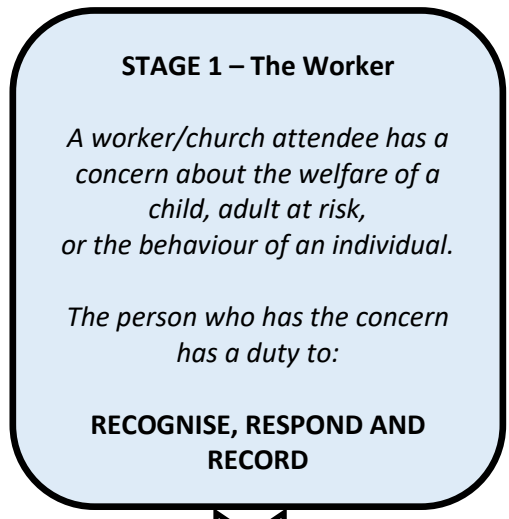 STAGE 1 – The Worker
A worker/church attendee has a
concern about the welfare of a
child, adult at risk,
or the behaviour of an individual.
The person who has the concern
has a duty to:
RECOGNISE, RESPOND AND
RECORD